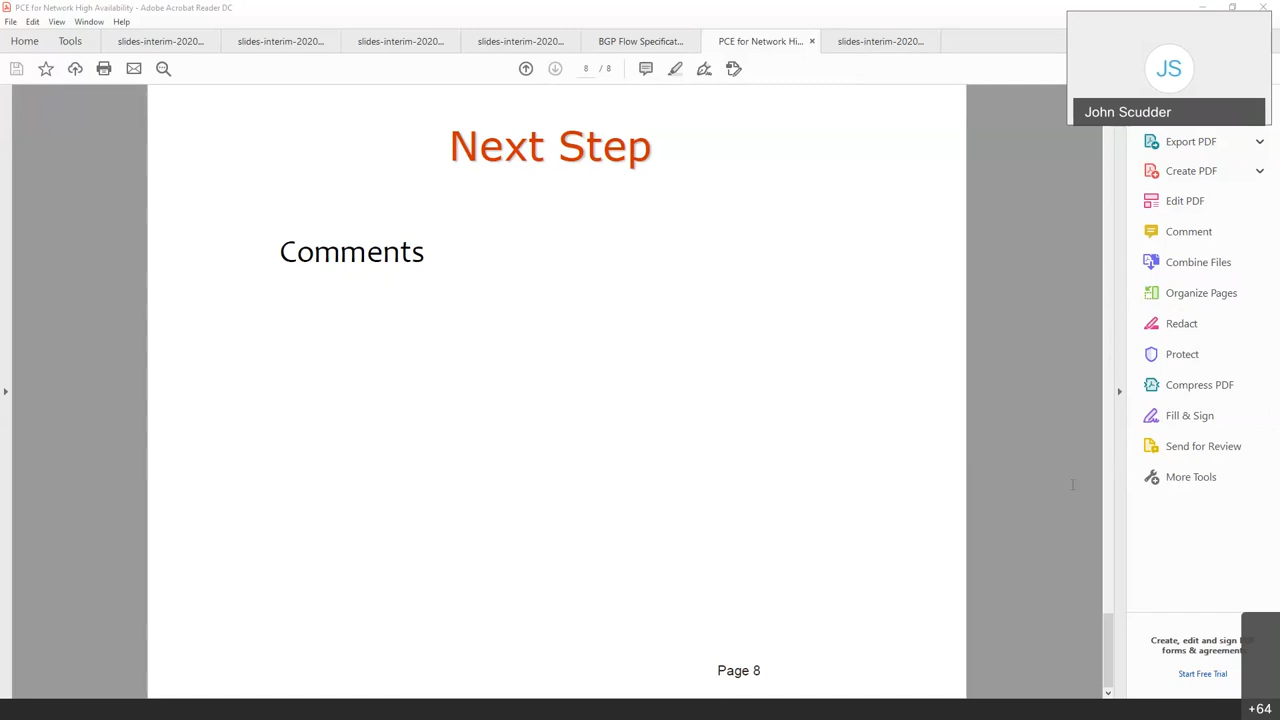 PCE for Network High Availability - Adobe Acrobat Reader DC
File Edit View Window Help
Home Tools slides-interim-2020... slides-interim-2020... slides-interim-2020... slides-interim-2020... BGP Flow Specificat... PCE for Network Hi... × slides-interim-2020...
8 / 8
JS
John Scudder
Next Step
Comments
Page 8
Export PDF
Create PDF
Edit PDF
Comment
Combine Files
Organize Pages
Redact
Protect
Compress PDF
Fill & Sign
Send for Review
More Tools
Create, edit and sign
forms & agreements
Start Free Trial
+64